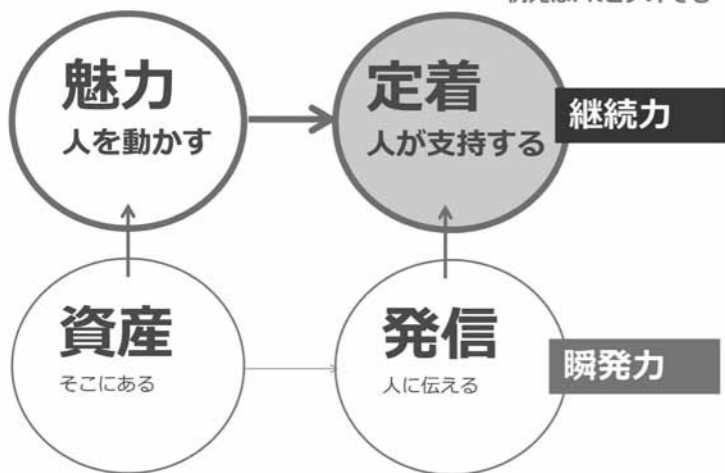 魅力
人を動かす
定着
人が支持する
継続力
資産
そこにある
発信
人に伝える
瞬発力